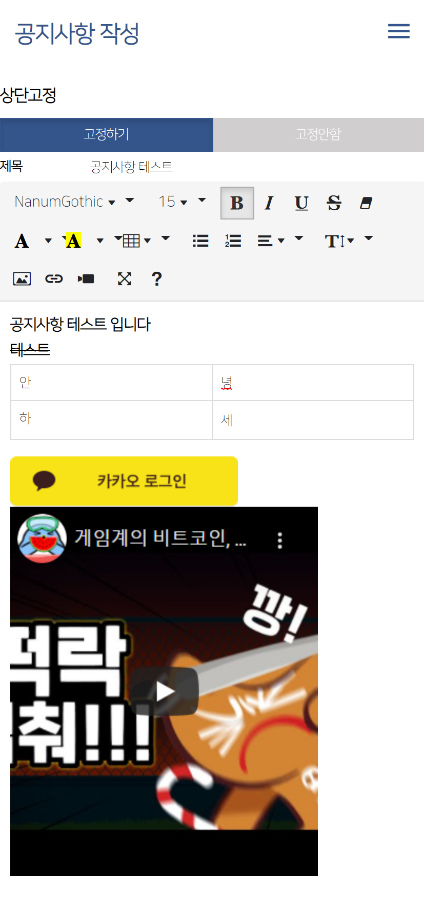 공지사항 작성
상단고정
고정하기 고정안함
제목 공지사항 테스트
NanumGothic 15 B I U S
A A T
?
공지사항 테스트 입니다
테스트
안 녕
하 세
카카오 로그인
게임계의 비트코인, ...
깡!
적락
춰!!!